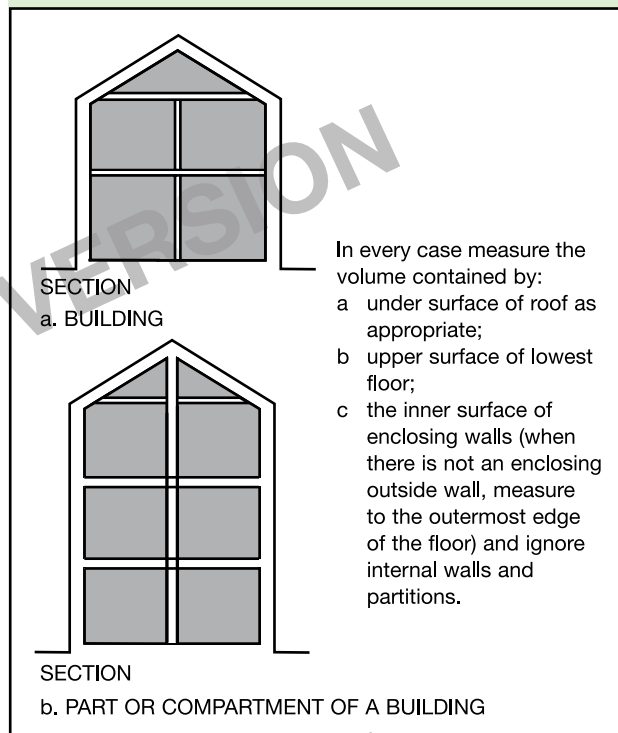 VERSION
SECTION
a. BUILDING
In every case measure the
volume contained by:
a under surface of roof as
appropriate;
b upper surface of lowest
floor;
c the inner surface of
enclosing walls (when
there is not an enclosing
outside wall, measure
to the outermost edge
of the floor) and ignore
internal walls and
partitions.
SECTION
b. PART OR COMPARTMENT OF A BUILDING